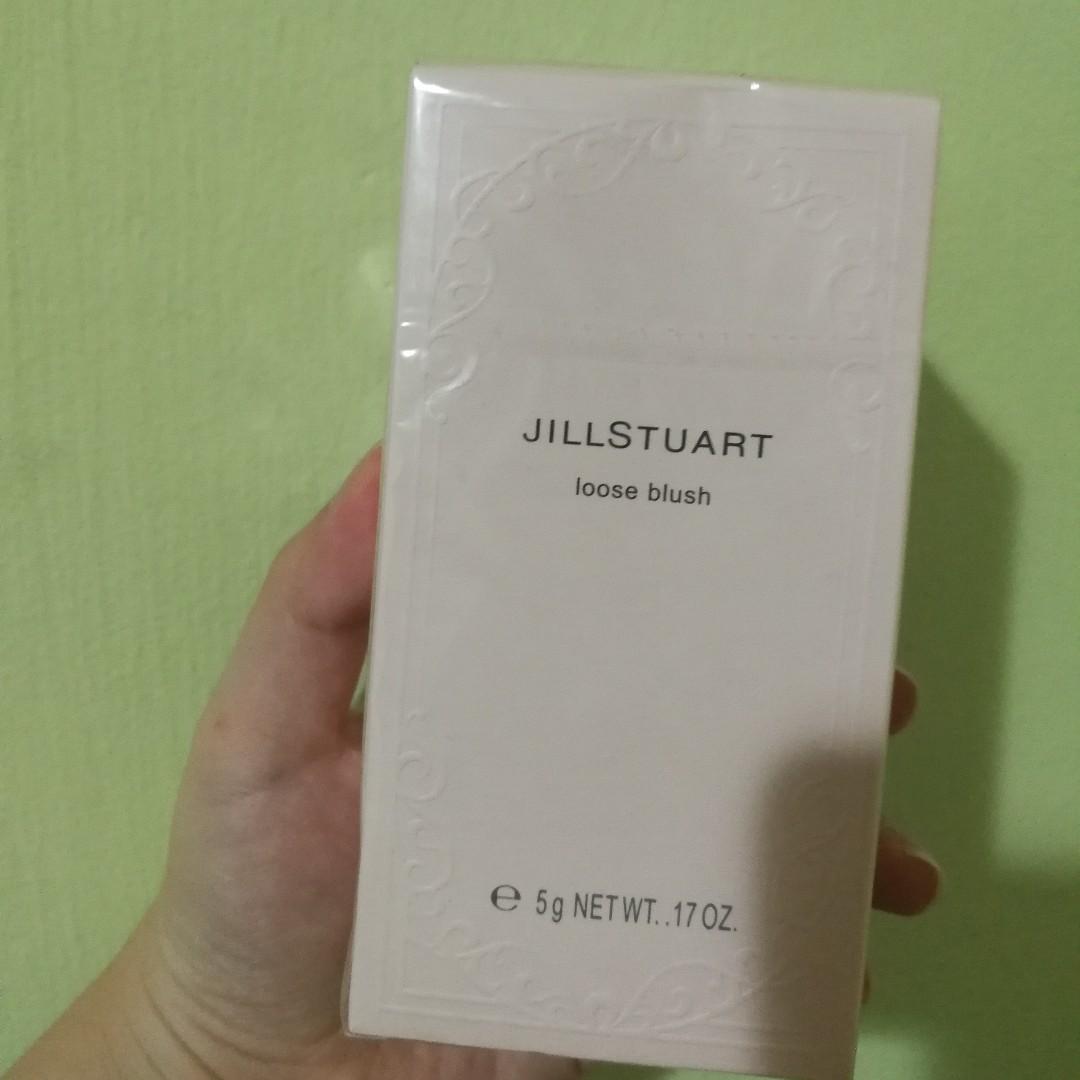 JILLSTUART
loose blush
℮ 5g NET WT. .17 OZ.